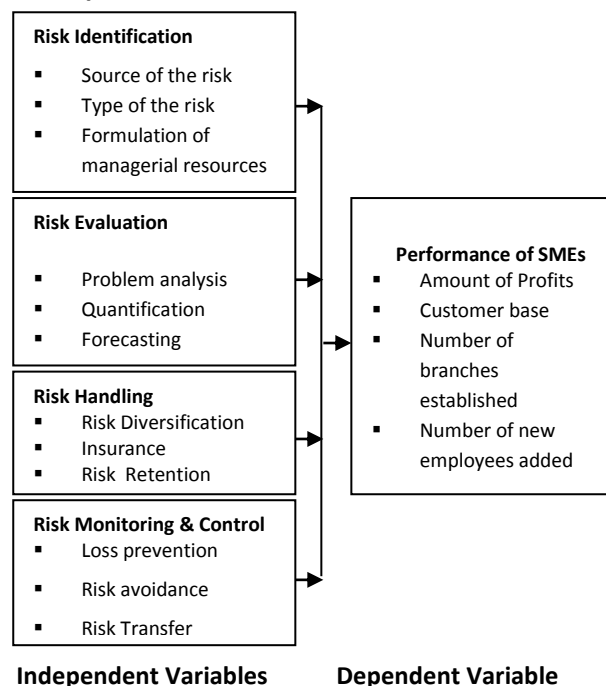 Risk Identification
▪ Source of the risk
▪ Type of the risk
▪ Formulation of
managerial resources
Risk Evaluation
▪ Problem analysis
▪ Quantification
▪ Forecasting
Risk Handling
▪ Risk Diversification
▪ Insurance
▪ Risk Retention
Risk Monitoring & Control
▪ Loss prevention
▪ Risk avoidance
▪ Risk Transfer
Performance of SMEs
▪ Amount of Profits
▪ Customer base
▪ Number of
branches
established
▪ Number of new
employees added
Independent Variables
Dependent Variable